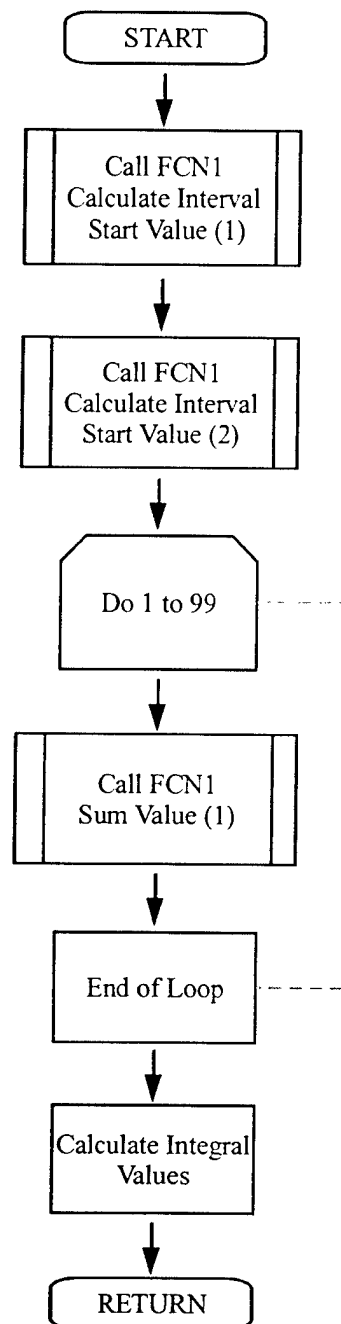 START
Call FCN1
Calculate Interval
Start Value (1)
Call FCN1
Calculate Interval
Start Value (2)
Do 1 to 99
Call FCN1
Sum Value (1)
End of Loop
Calculate Integral
Values
RETURN